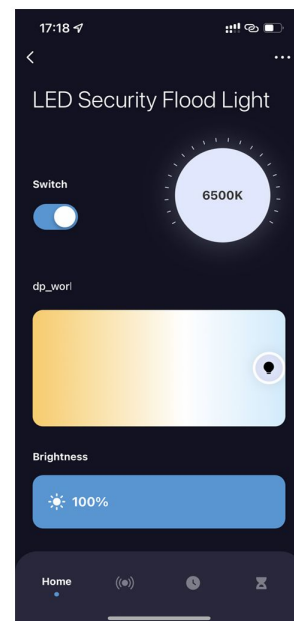 17:18
LED Security Flood Light
6500K
Switch
dp_worl
Brightness
100%
Home